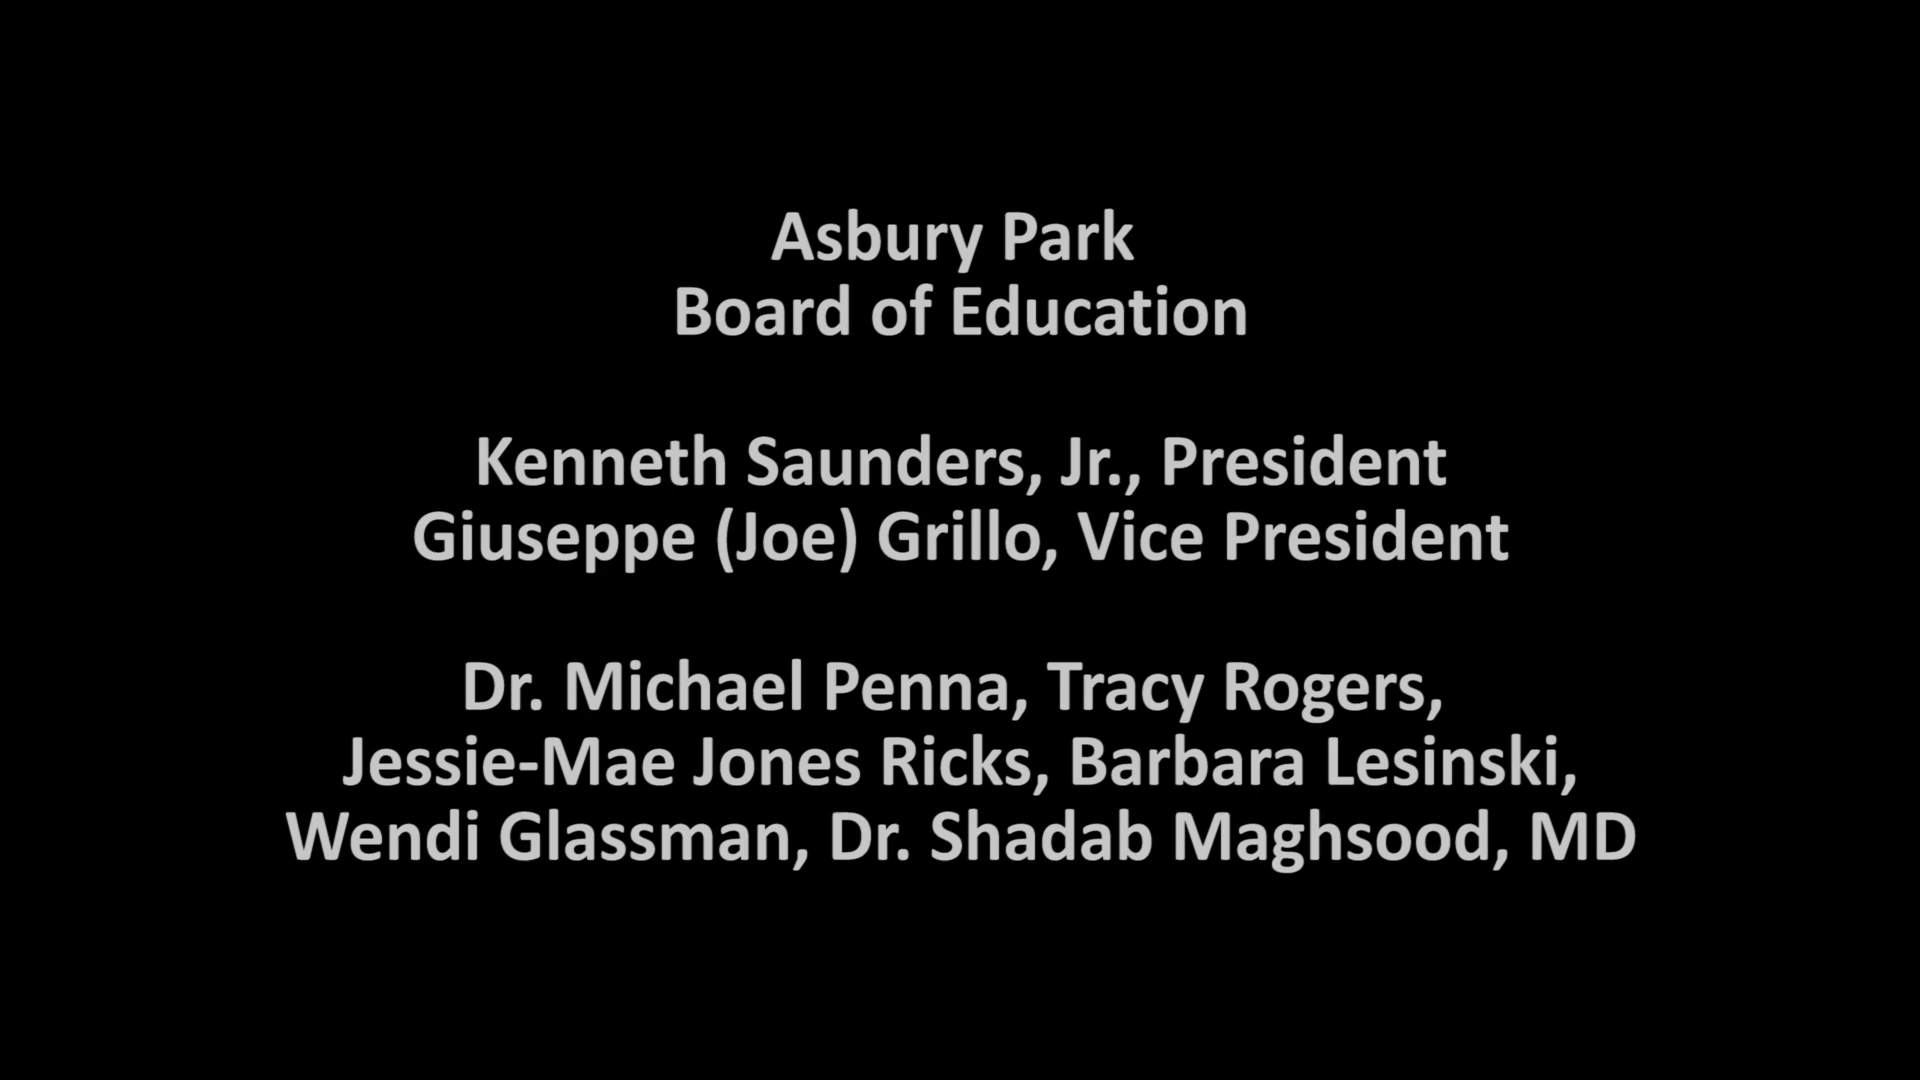 Asbury Park
Board of Education
Kenneth Saunders, Jr., President
Giuseppe (Joe) Grillo, Vice President
Dr. Michael Penna, Tracy Rogers,
Jessie-Mae Jones Ricks, Barbara Lesinski,
Wendi Glassman, Dr. Shadab Maghsood, MD